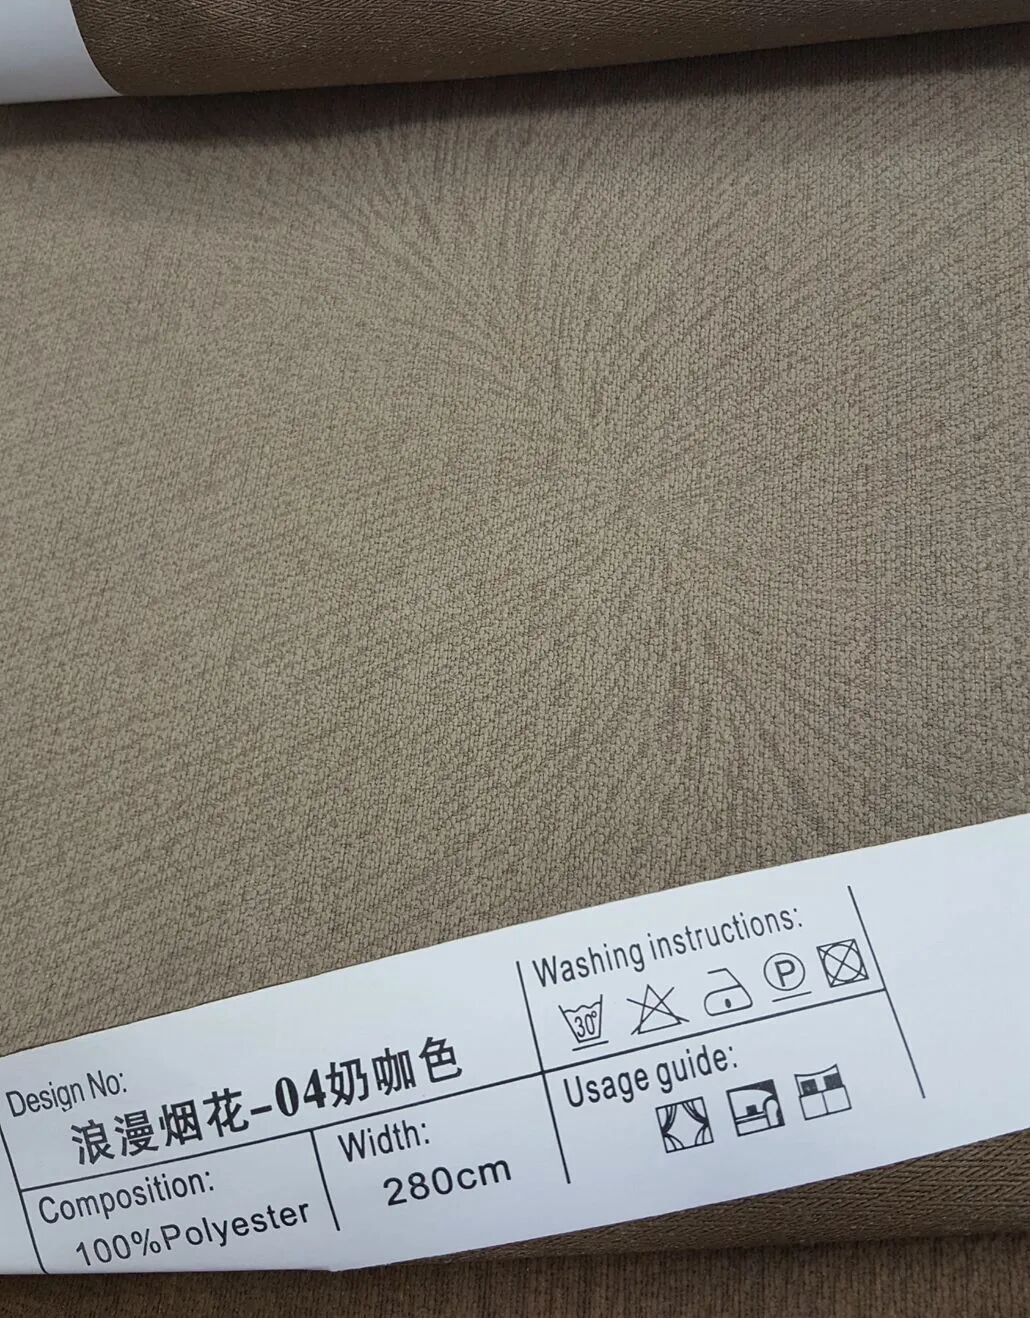 Design No:
浪漫烟花-04奶咖色
Composition:
100%Polyester
Width:
280cm
Washing instructions:
30°
P
Usage guide: